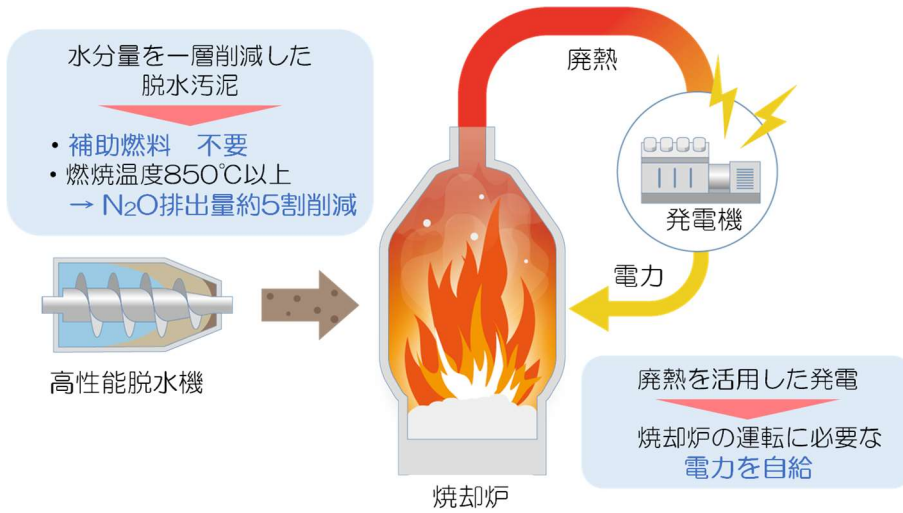 水分量を一層削減した
脱水汚泥
・補助燃料　不要
・燃焼温度850℃以上
→ N₂O排出量約5割削減
高性能脱水機
廃熱
発電機
電力
焼却炉
廃熱を活用した発電
焼却炉の運転に必要な
電力を自給